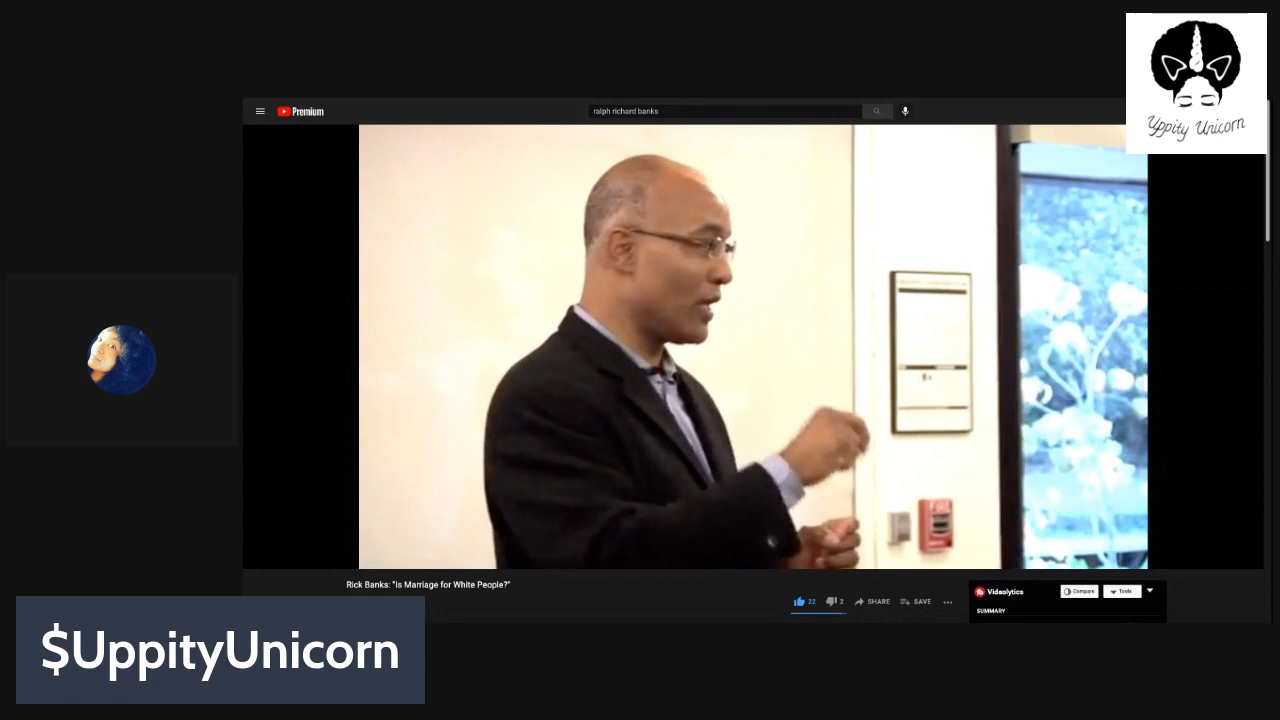 Premium
ralph richard banks
Uppity Unicorn
Rick Banks: "Is Marriage for White People?"
22
2
SHARE
SAVE
Videolytics
Compare
Tools
SUMMARY
$UppityUnicorn